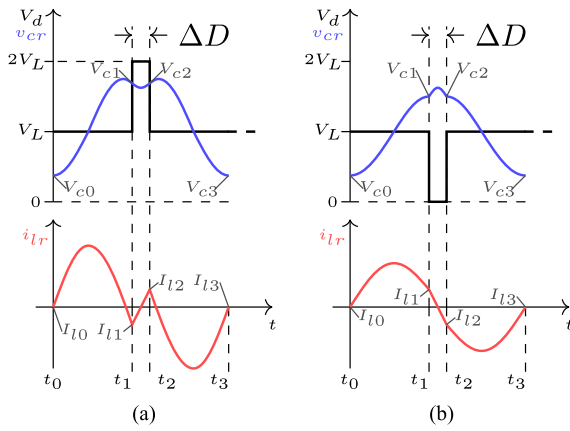 V_d
v_cr
ΔD
2V_L
V_c1
V_c2
V_L
V_c0
V_c3
0
i_lr
I_l2
I_l3
I_l0
I_l1
t
t_0
t_1
t_2
t_3
(a)
V_d
v_cr
ΔD
2V_L
V_c1
V_c2
V_L
V_c0
V_c3
0
i_lr
I_l1
I_l3
I_l0
I_l2
t
t_0
t_1
t_2
t_3
(b)